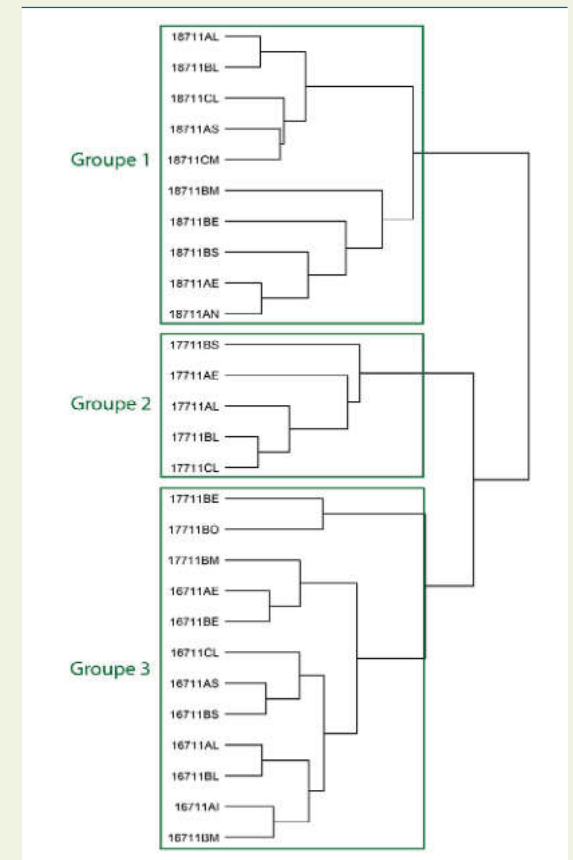 18711AL
18711BL
18711CL
18711AS
Groupe 1
18711CM
18711BM
18711BE
18711BS
18711AE
18711AN
17711BS
17711AE
Groupe 2
17711AL
17711BL
17711CL
17711BE
17711BO
17711BM
16711AE
16711BE
16711CL
Groupe 3
16711AS
16711BS
16711AL
16711BL
16711AI
16711BM